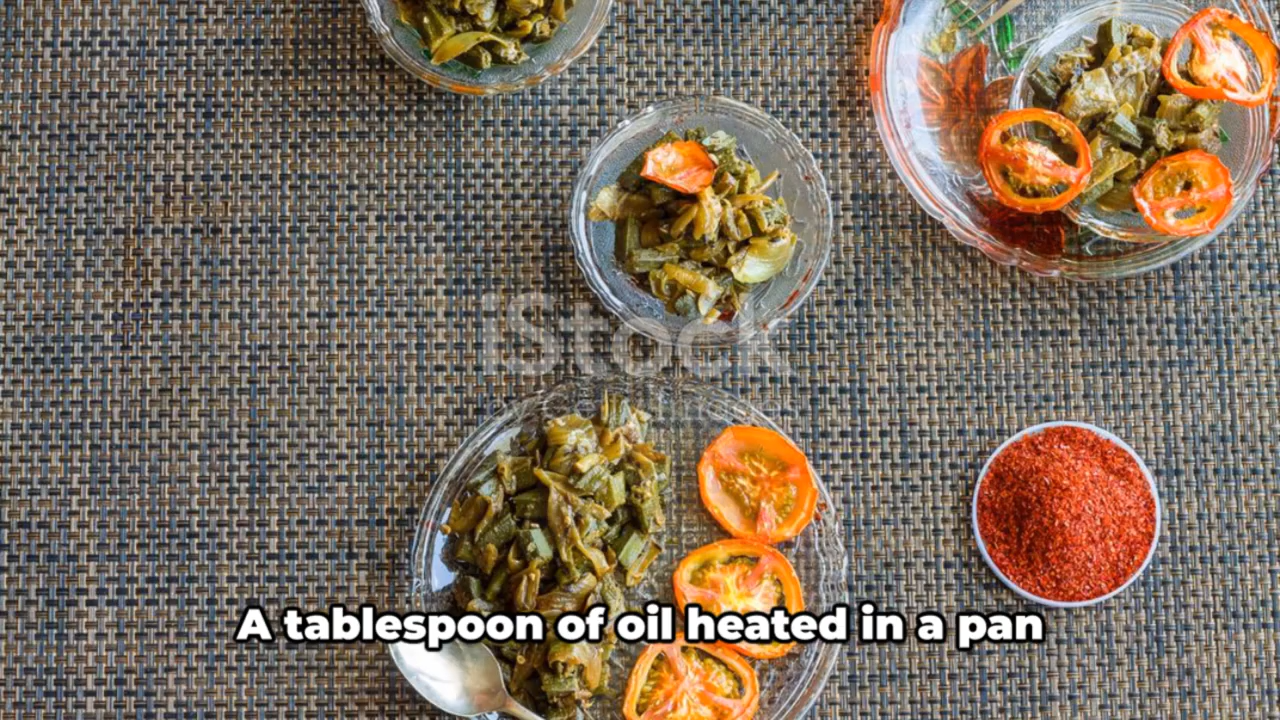 iStock
A tablespoon of oil heated in a pan